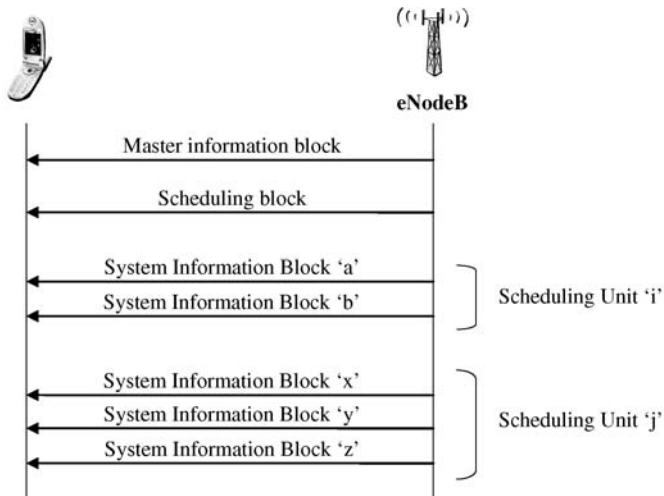 eNodeB
Master information block
Scheduling block
System Information Block ‘a’
System Information Block ‘b’
Scheduling Unit ‘i’
System Information Block ‘x’
System Information Block ‘y’
Scheduling Unit ‘j’
System Information Block ‘z’